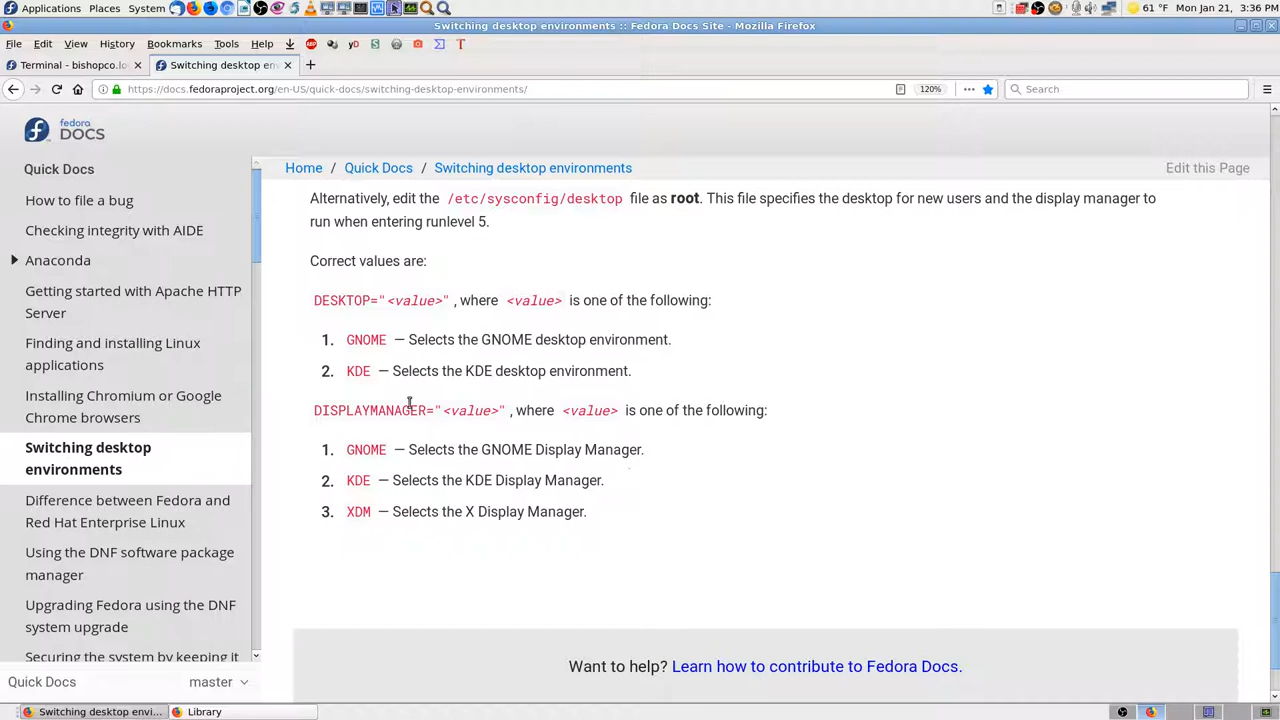 Applications Places System 61 °F Mon Jan 21, 3:36 PM
Switching desktop environments :: Fedora Docs Site - Mozilla Firefox
File Edit View History Bookmarks Tools Help
Terminal - bishopco.lo
Switching desktop en
https://docs.fedoraproject.org/en-US/quick-docs/switching-desktop-environments/ 120% Search
fedora
DOCS
Quick Docs
How to file a bug
Checking integrity with AIDE
Anaconda
Getting started with Apache HTTP
Server
Finding and installing Linux
applications
Installing Chromium or Google
Chrome browsers
Switching desktop
environments
Difference between Fedora and
Red Hat Enterprise Linux
Using the DNF software package
manager
Upgrading Fedora using the DNF
system upgrade
Securing the system by keeping it
Quick Docs master
Home / Quick Docs / Switching desktop environments Edit this Page
Alternatively, edit the /etc/sysconfig/desktop file as root. This file specifies the desktop for new users and the display manager to
run when entering runlevel 5.
Correct values are:
DESKTOP="<value>" , where <value> is one of the following:
1. GNOME — Selects the GNOME desktop environment.
2. KDE — Selects the KDE desktop environment.
DISPLAYMANAGER="<value>" , where <value> is one of the following:
1. GNOME — Selects the GNOME Display Manager.
2. KDE — Selects the KDE Display Manager.
3. XDM — Selects the X Display Manager.
Want to help? Learn how to contribute to Fedora Docs.
Switching desktop envi... Library